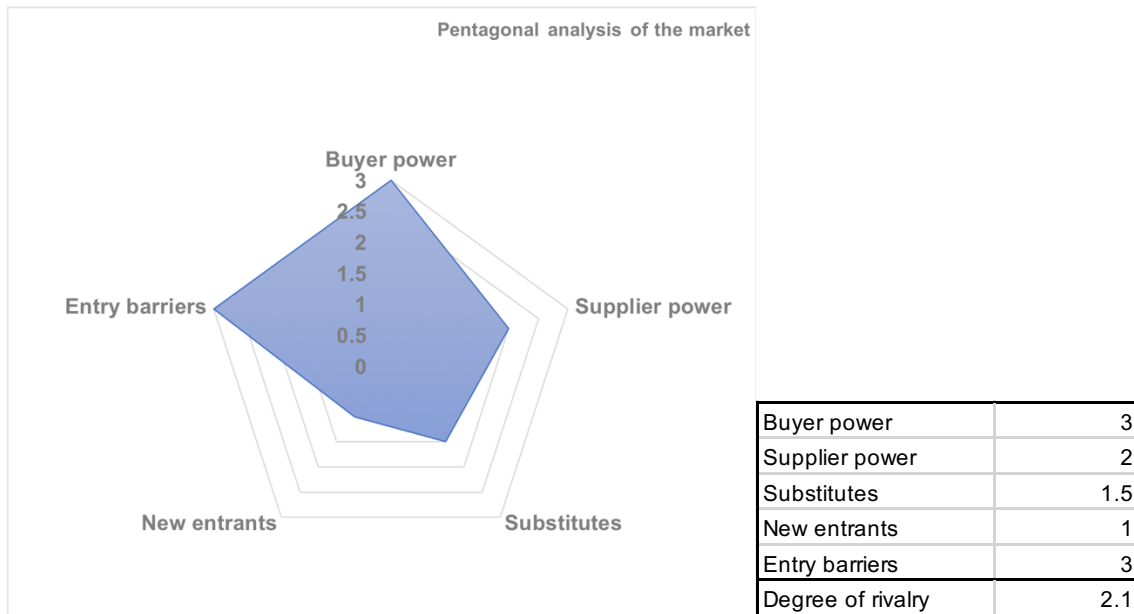 Pentagonal analysis of the market
Buyer power
3
2.5
2
1.5
1
0.5
0
Entry barriers
Supplier power
New entrants
Substitutes
Buyer power 3
Supplier power 2
Substitutes 1.5
New entrants 1
Entry barriers 3
Degree of rivalry 2.1